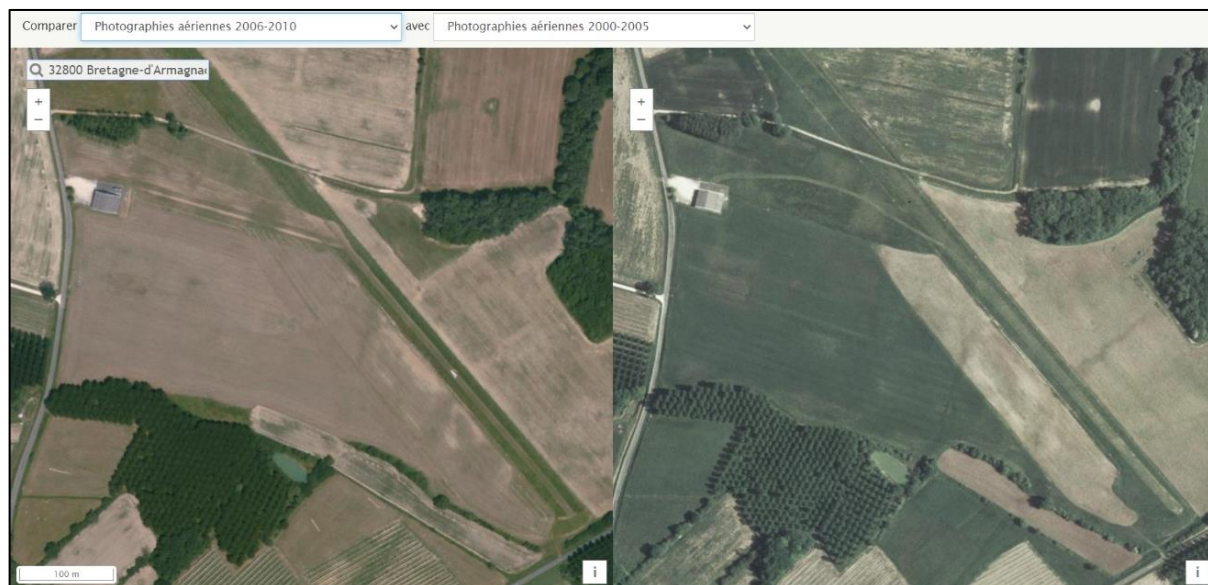 Comparer Photographies aériennes 2006-2010 avec Photographies aériennes 2000-2005
32800 Bretagne-d'Armagnac
+
−
+
−
100 m
i
i